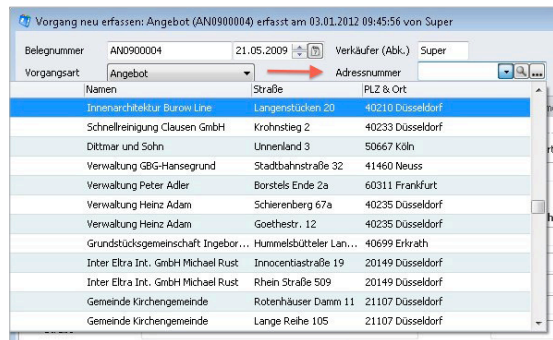 Vorgang neu erfassen: Angebot (AN0900004) erfasst am 03.01.2012 09:45:56 von Super
Belegnummer AN0900004 21.05.2009 Verkäufer (Abk.) Super
Vorgangsart Angebot Adressnummer ...
Namen Straße PLZ & Ort
Innenarchitektur Burow Line Langenstücken 20 40210 Düsseldorf
Schnellreinigung Clausen GmbH Krohnstieg 2 40233 Düsseldorf
Dittmar und Sohn Unnenland 3 50667 Köln
Verwaltung GBG-Hansegrund Stadtbahnstraße 32 41460 Neuss
Verwaltung Peter Adler Borstels Ende 2a 60311 Frankfurt
Verwaltung Heinz Adam Schierenberg 67a 40235 Düsseldorf
Verwaltung Heinz Adam Goethestr. 12 40235 Düsseldorf
Grundstücksgemeinschaft Ingebor... Hummelsbütteler Lan... 40699 Erkrath
Inter Eltra Int. GmbH Michael Rust Innocentiastraße 19 20149 Düsseldorf
Inter Eltra Int. GmbH Michael Rust Rhein Straße 509 20149 Düsseldorf
Gemeinde Kirchengemeinde Rotenhäuser Damm 11 21107 Düsseldorf
Gemeinde Kirchengemeinde Lange Reihe 105 21107 Düsseldorf